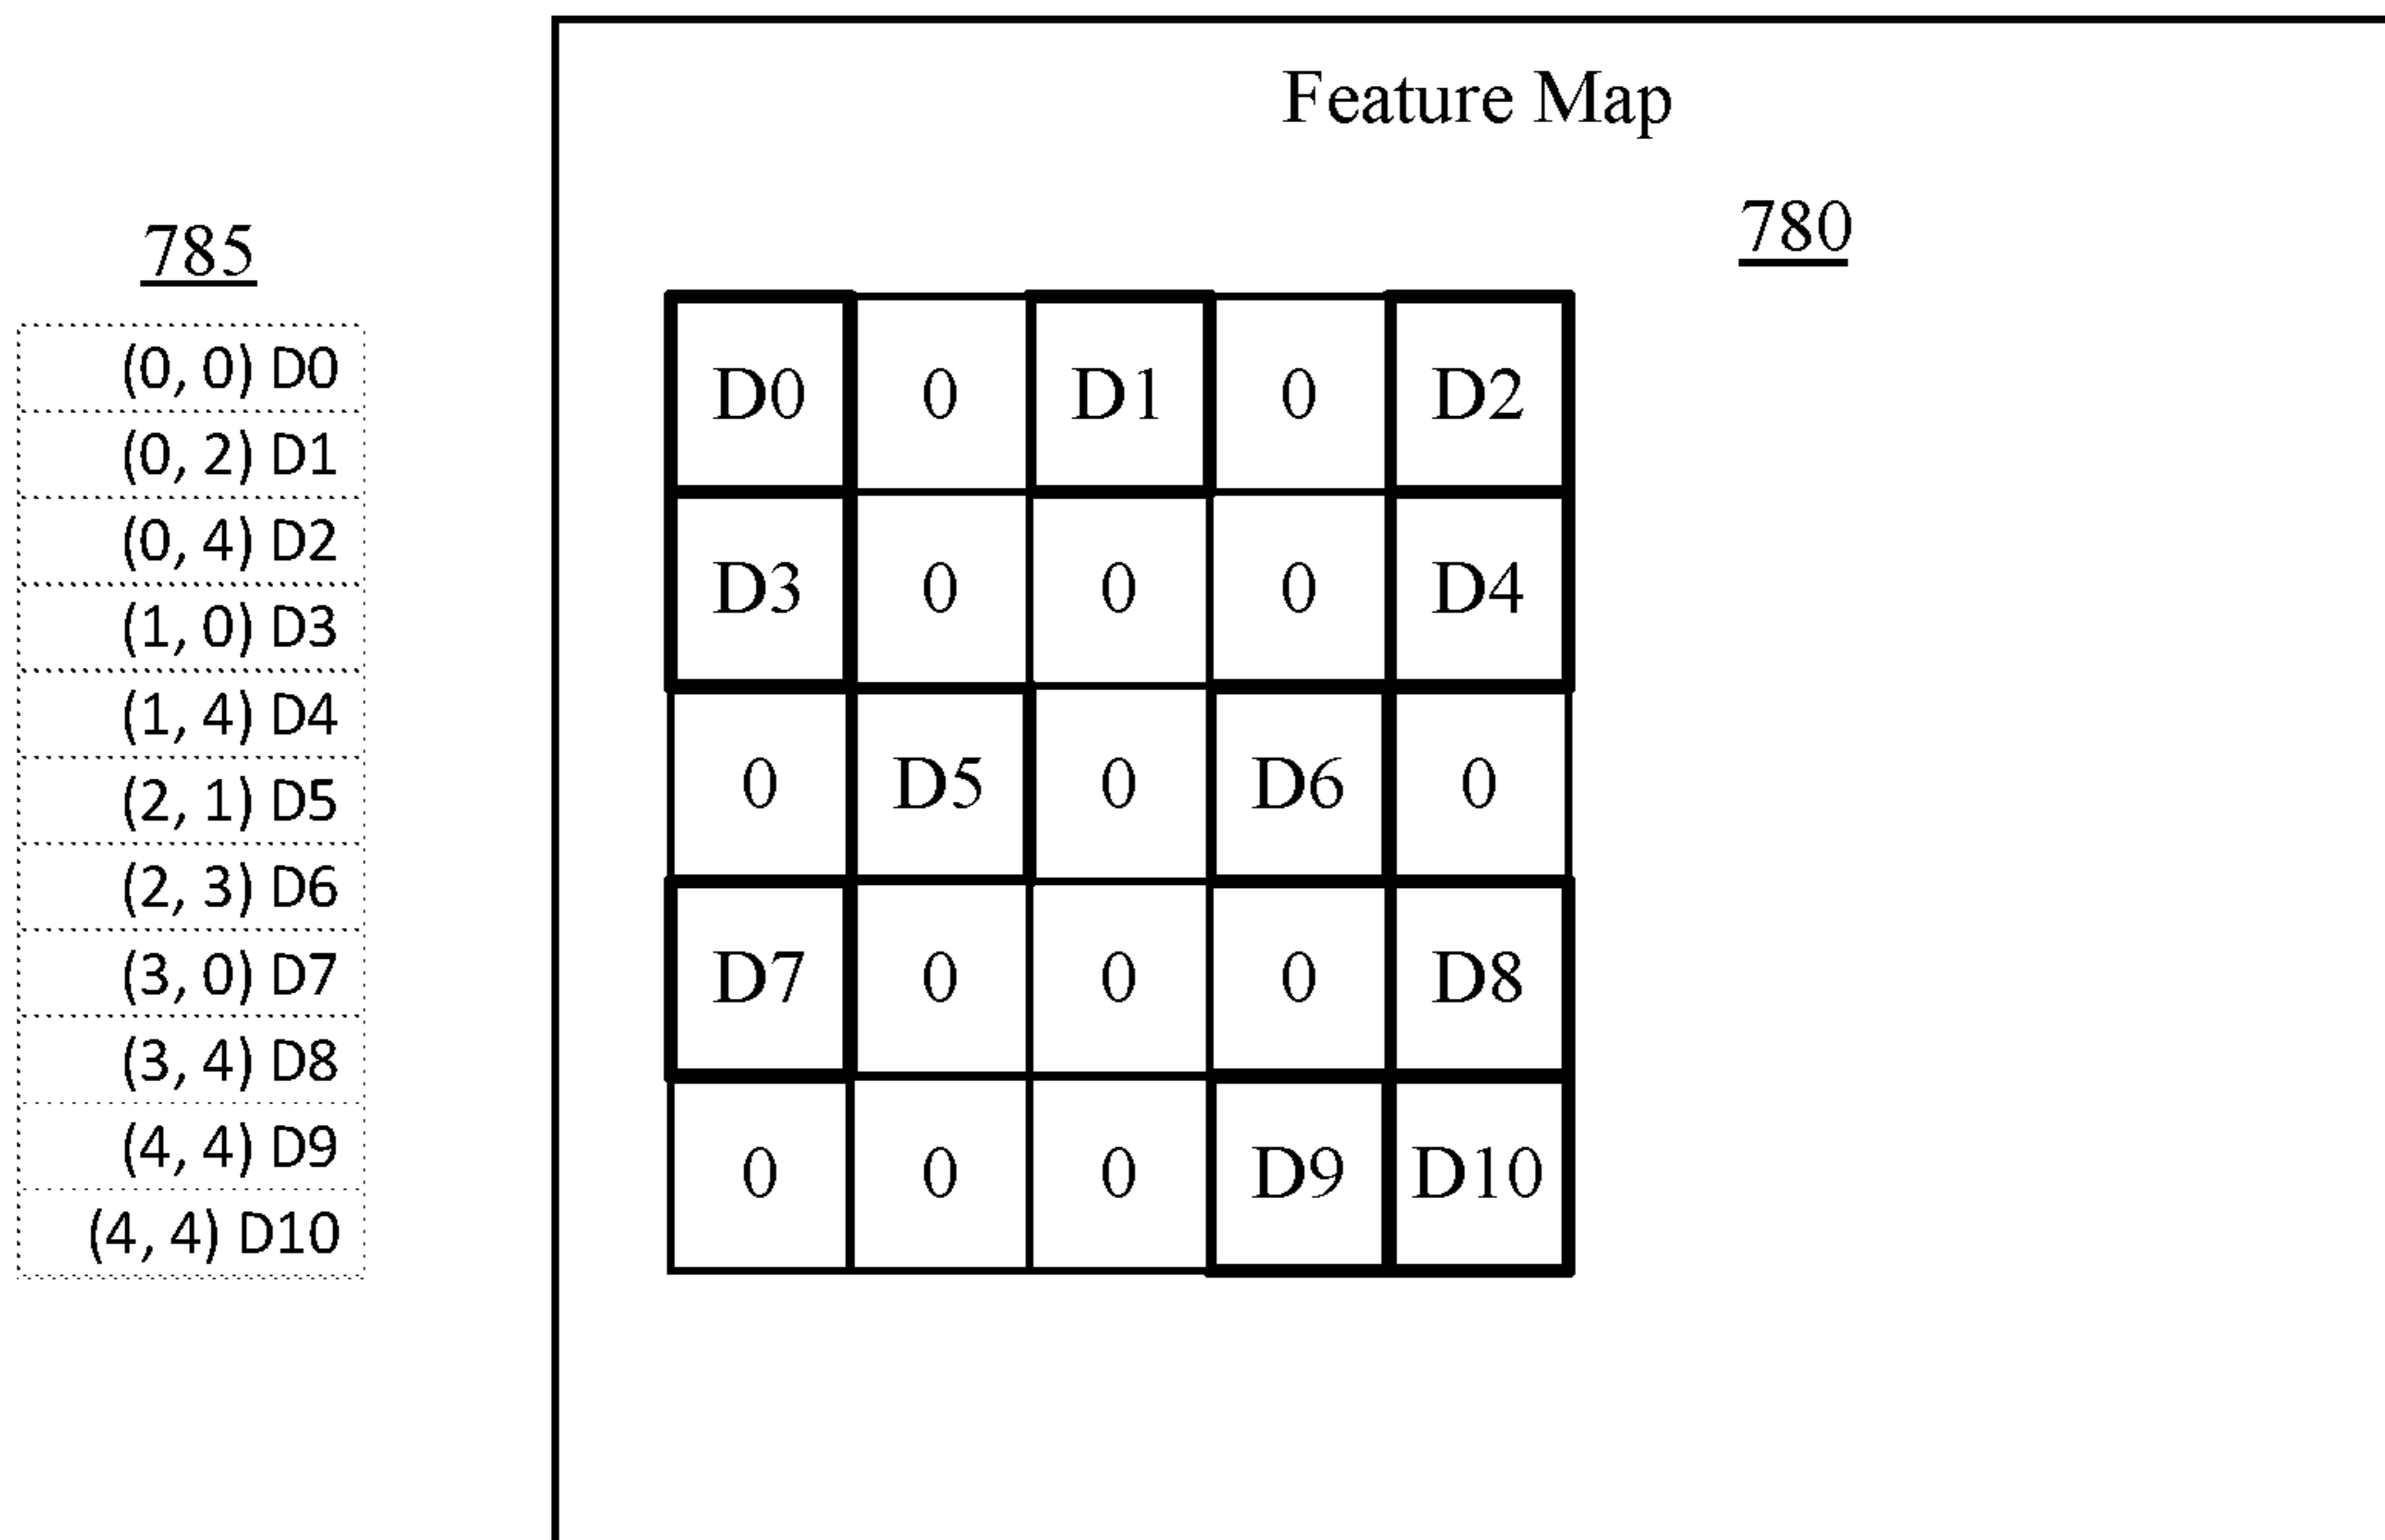 785
(0, 0) D0
(0, 2) D1
(0, 4) D2
(1, 0) D3
(1, 4) D4
(2, 1) D5
(2, 3) D6
(3, 0) D7
(3, 4) D8
(4, 4) D9
(4, 4) D10
Feature Map
780
D0 0 D1 0 D2
D3 0 0 0 D4
0 D5 0 D6 0
D7 0 0 0 D8
0 0 0 D9 D10